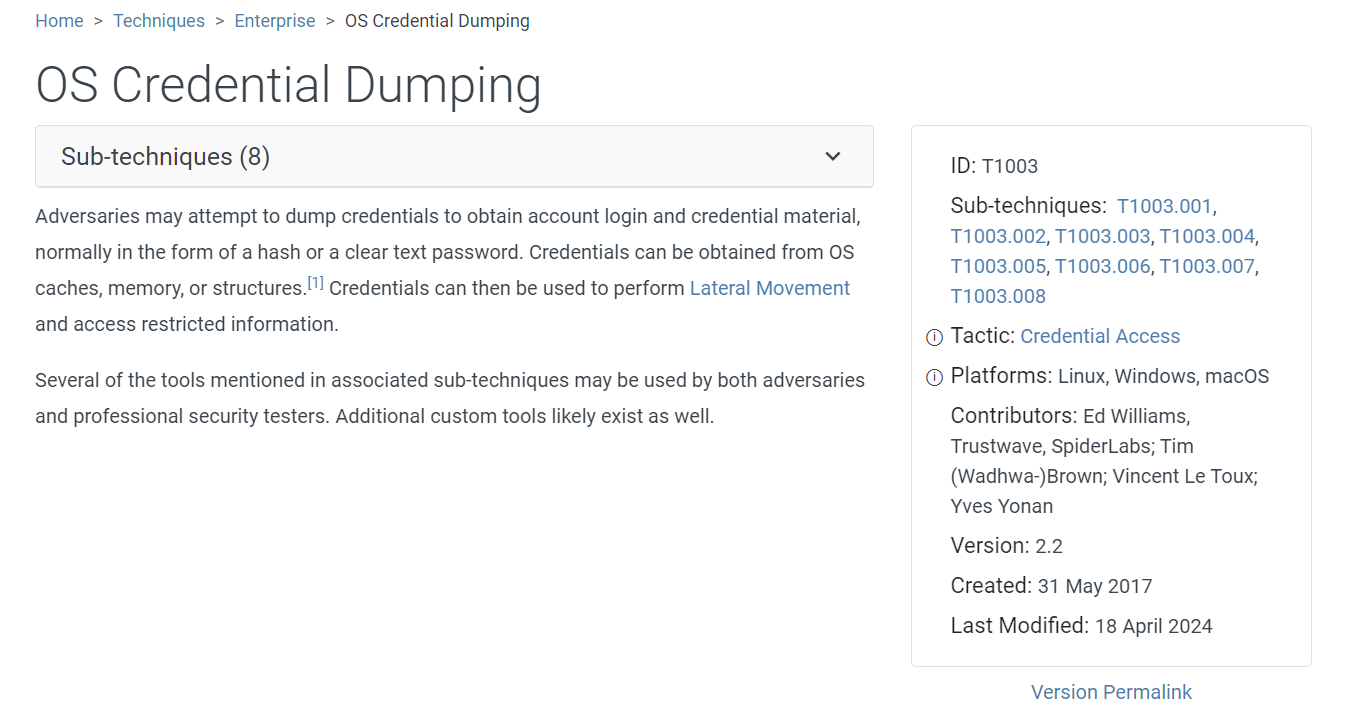 Home > Techniques > Enterprise > OS Credential Dumping
OS Credential Dumping
Sub-techniques (8)
Adversaries may attempt to dump credentials to obtain account login and credential material,
normally in the form of a hash or a clear text password. Credentials can be obtained from OS
caches, memory, or structures.[1] Credentials can then be used to perform Lateral Movement
and access restricted information.
Several of the tools mentioned in associated sub-techniques may be used by both adversaries
and professional security testers. Additional custom tools likely exist as well.
ID: T1003
Sub-techniques: T1003.001,
T1003.002, T1003.003, T1003.004,
T1003.005, T1003.006, T1003.007,
T1003.008
Tactic: Credential Access
Platforms: Linux, Windows, macOS
Contributors: Ed Williams,
Trustwave, SpiderLabs; Tim
(Wadhwa-)Brown; Vincent Le Toux;
Yves Yonan
Version: 2.2
Created: 31 May 2017
Last Modified: 18 April 2024
Version Permalink